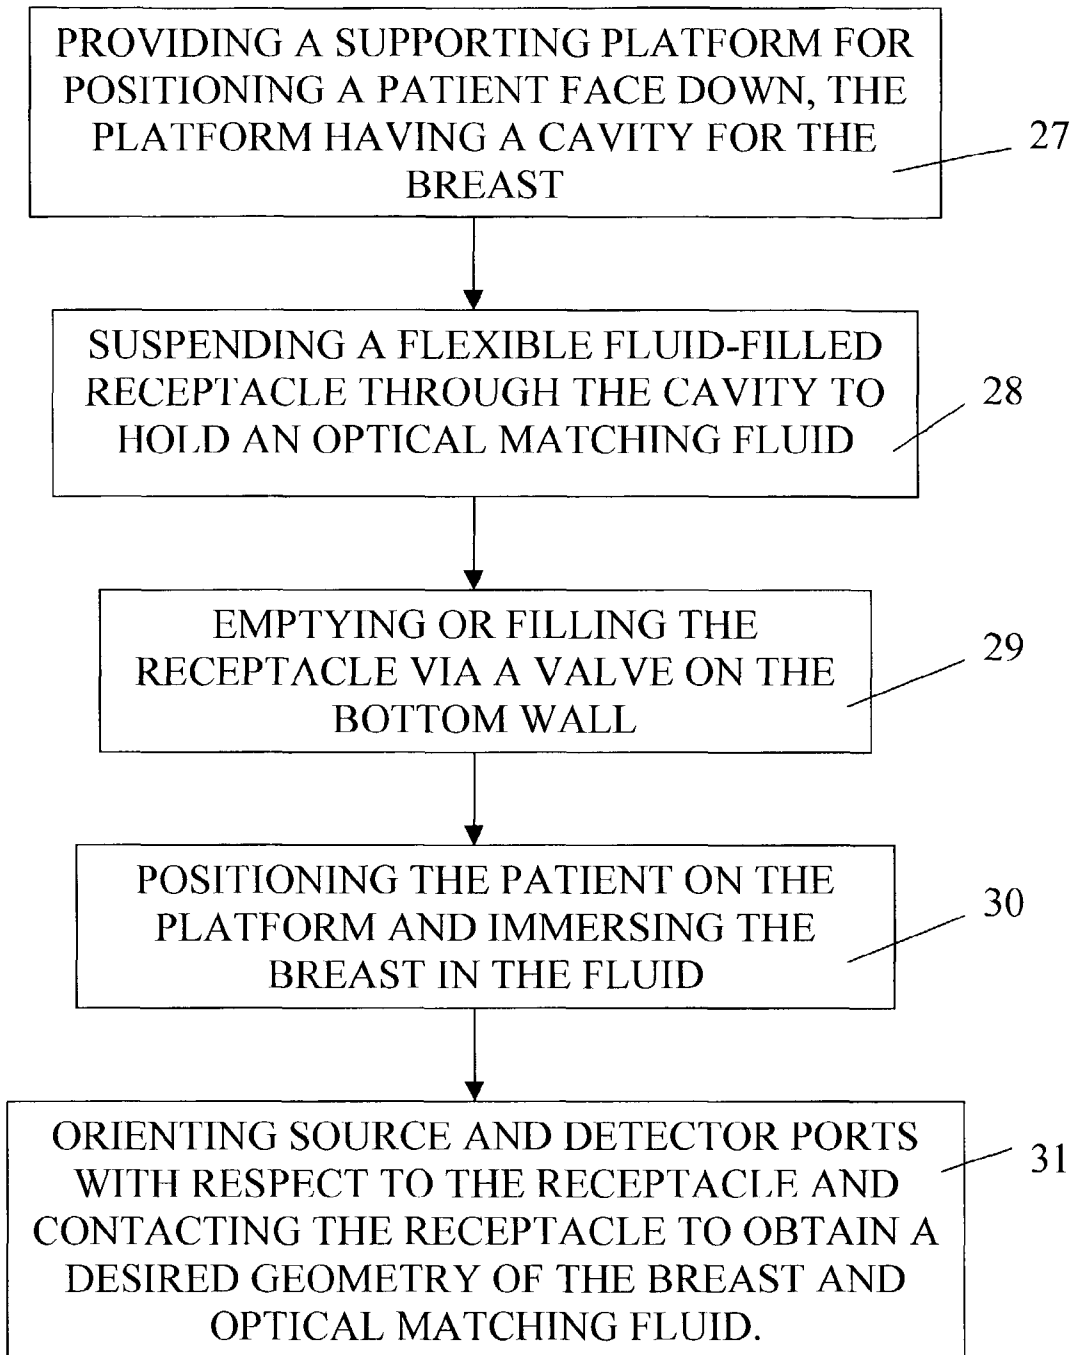 PROVIDING A SUPPORTING PLATFORM FOR
POSITIONING A PATIENT FACE DOWN, THE
PLATFORM HAVING A CAVITY FOR THE
BREAST
27
SUSPENDING A FLEXIBLE FLUID-FILLED
RECEPTACLE THROUGH THE CAVITY TO
HOLD AN OPTICAL MATCHING FLUID
28
EMPTYING OR FILLING THE
RECEPTACLE VIA A VALVE ON THE
BOTTOM WALL
29
POSITIONING THE PATIENT ON THE
PLATFORM AND IMMERSING THE
BREAST IN THE FLUID
30
ORIENTING SOURCE AND DETECTOR PORTS
WITH RESPECT TO THE RECEPTACLE AND
CONTACTING THE RECEPTACLE TO OBTAIN A
DESIRED GEOMETRY OF THE BREAST AND
OPTICAL MATCHING FLUID.
31